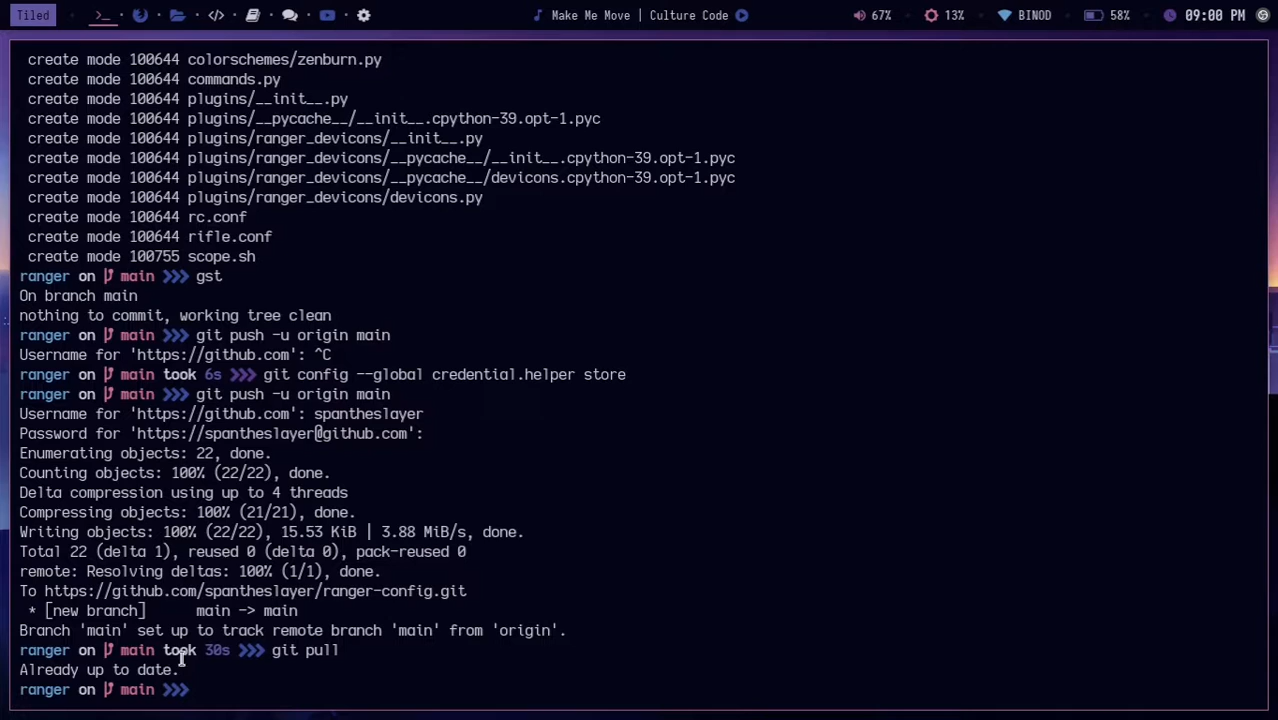 Tiled
Make Me Move | Culture Code
67%
13%
BINOD
58%
09:00 PM
create mode 100644 colorschemes/zenburn.py
create mode 100644 commands.py
create mode 100644 plugins/__init__.py
create mode 100644 plugins/__pycache__/__init__.cpython-39.opt-1.pyc
create mode 100644 plugins/ranger_devicons/__init__.py
create mode 100644 plugins/ranger_devicons/__pycache__/__init__.cpython-39.opt-1.pyc
create mode 100644 plugins/ranger_devicons/__pycache__/devicons.cpython-39.opt-1.pyc
create mode 100644 plugins/ranger_devicons/devicons.py
create mode 100644 rc.conf
create mode 100644 rifle.conf
create mode 100755 scope.sh
ranger on main ❯❯❯ gst
On branch main
nothing to commit, working tree clean
ranger on main ❯❯❯ git push -u origin main
Username for 'https://github.com': ^C
ranger on main took 6s ❯❯❯ git config --global credential.helper store
ranger on main ❯❯❯ git push -u origin main
Username for 'https://github.com': spantheslayer
Password for 'https://spantheslayer@github.com':
Enumerating objects: 22, done.
Counting objects: 100% (22/22), done.
Delta compression using up to 4 threads
Compressing objects: 100% (21/21), done.
Writing objects: 100% (22/22), 15.53 KiB | 3.88 MiB/s, done.
Total 22 (delta 1), reused 0 (delta 0), pack-reused 0
remote: Resolving deltas: 100% (1/1), done.
To https://github.com/spantheslayer/ranger-config.git
* [new branch] main -> main
Branch 'main' set up to track remote branch 'main' from 'origin'.
ranger on main took 30s ❯❯❯ git pull
Already up to date.
ranger on main ❯❯❯